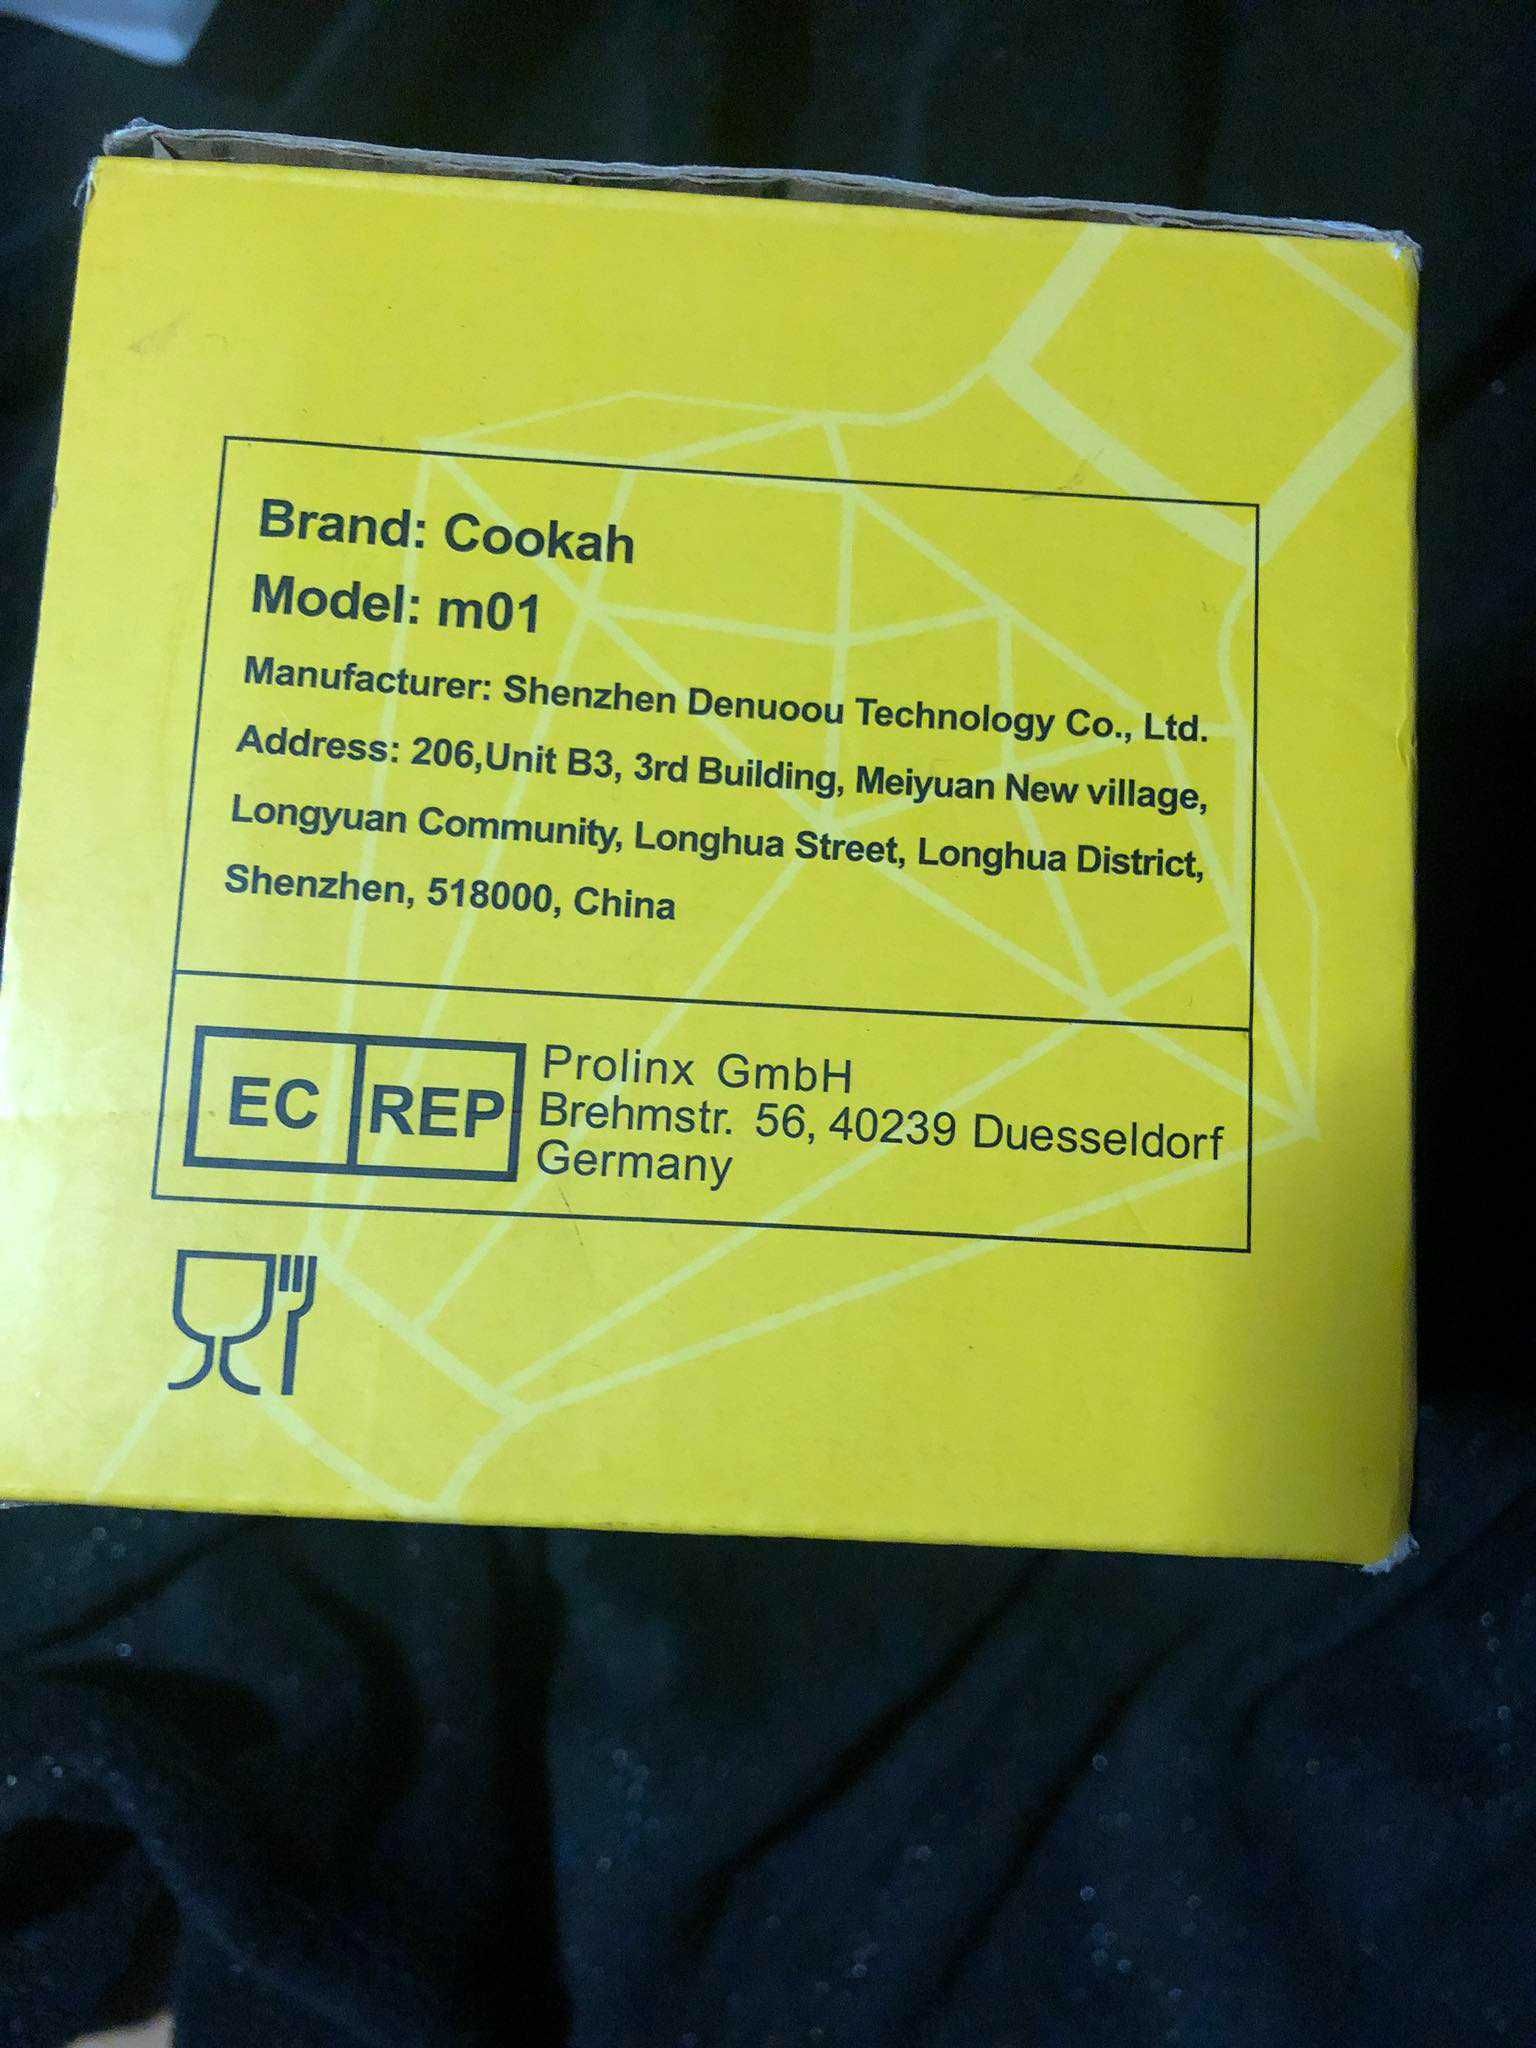 Brand: Cookah
Model: m01
Manufacturer: Shenzhen Denuoou Technology Co., Ltd.
Address: 206,Unit B3, 3rd Building, Meiyuan New village,
Longyuan Community, Longhua Street, Longhua District,
Shenzhen, 518000, China
EC REP
Prolinx GmbH
Brehmstr. 56, 40239 Duesseldorf
Germany